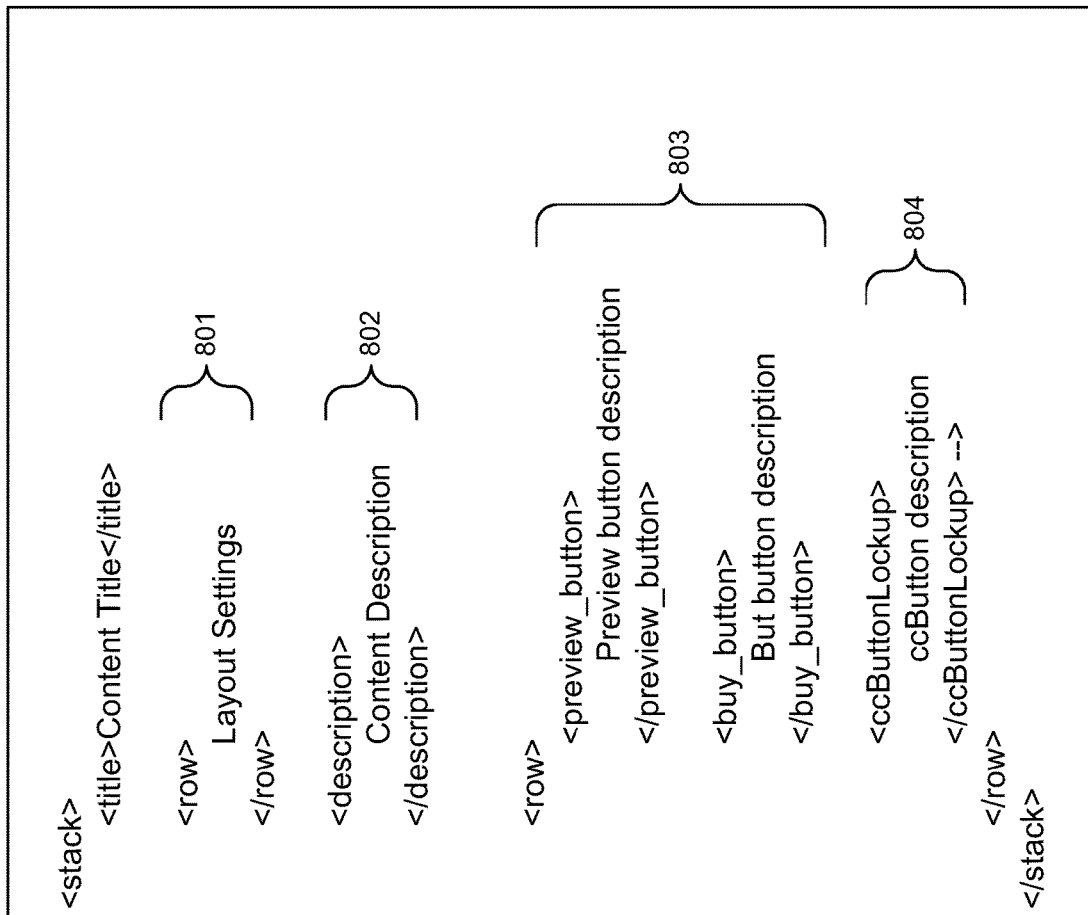 <stack>
<title>Content Title</title>
<row>
Layout Settings
</row>
801
<description>
Content Description
</description>
802
<row>
<preview_button>
Preview button description
</preview_button>
<buy_button>
But button description
</buy_button>
803
<ccButtonLockup>
ccButton description
</ccButtonLockup> -->
804
</row>
</stack>